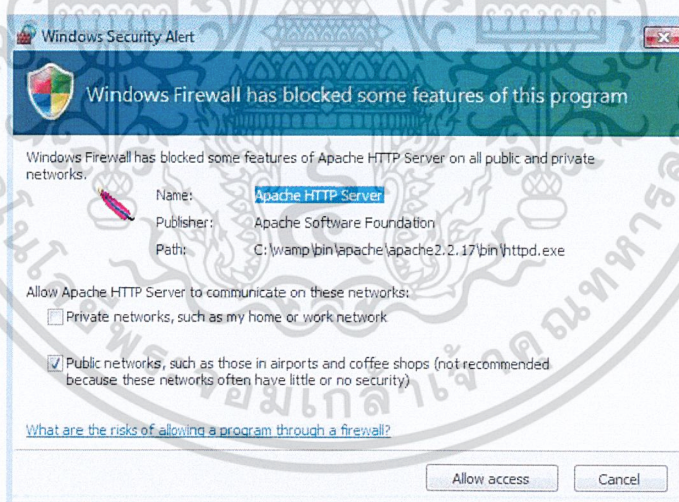 Windows Security Alert
Windows Firewall has blocked some features of this program
Windows Firewall has blocked some features of Apache HTTP Server on all public and private
networks.
Name: Apache HTTP Server
Publisher: Apache Software Foundation
Path: C:\wamp\bin\apache\apache2.2.17\bin\httpd.exe
Allow Apache HTTP Server to communicate on these networks:
Private networks, such as my home or work network
Public networks, such as those in airports and coffee shops (not recommended
because these networks often have little or no security)
What are the risks of allowing a program through a firewall?
Allow access Cancel